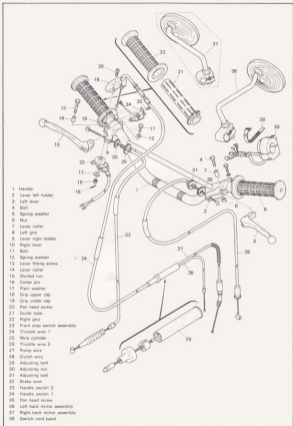 1 Handle
2 Lever left holder
3 Left lever
4 Bolt
5 Spring washer
6 Nut
7 Lever collar
8 Left grip
9 Lever right holder
10 Right lever
11 Bolt
12 Spring washer
13 Lever fitting screw
14 Lever collar
15 Slotted nut
16 Cotter pin
17 Plain washer
18 Grip upper cap
19 Grip under cap
20 Pan head screw
21 Guide tube
22 Right grip
23 Front stop switch assembly
24 Throttle wire 1
25 Wire cylinder
26 Throttle wire 2
27 Pump wire
28 Clutch wire
29 Adjusting bolt
30 Adjusting nut
31 Adjusting bolt
32 Brake wire
33 Handle switch 3
34 Handle switch 1
35 Pan head screw
36 Left back mirror assembly
37 Right back mirror assembly
38 Switch cord band